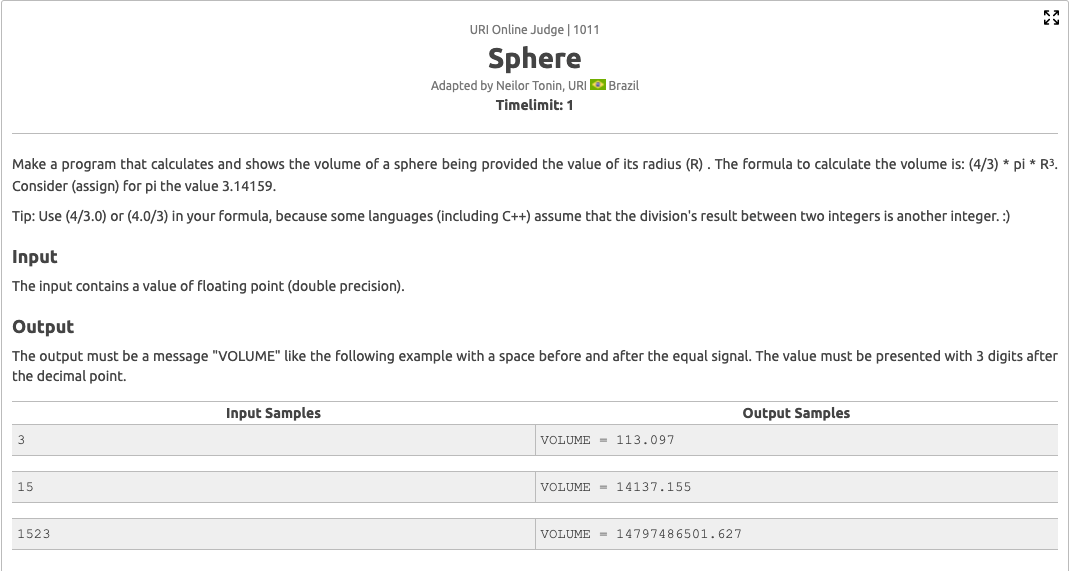 URI Online Judge | 1011
Sphere
Adapted by Neilor Tonin, URI Brazil
Timelimit: 1
Make a program that calculates and shows the volume of a sphere being provided the value of its radius (R) . The formula to calculate the volume is: (4/3) * pi * R³.
Consider (assign) for pi the value 3.14159.
Tip: Use (4/3.0) or (4.0/3) in your formula, because some languages (including C++) assume that the division's result between two integers is another integer. :)
Input
The input contains a value of floating point (double precision).
Output
The output must be a message "VOLUME" like the following example with a space before and after the equal signal. The value must be presented with 3 digits after
the decimal point.
Input Samples Output Samples
3 VOLUME = 113.097
15 VOLUME = 14137.155
1523 VOLUME = 14797486501.627